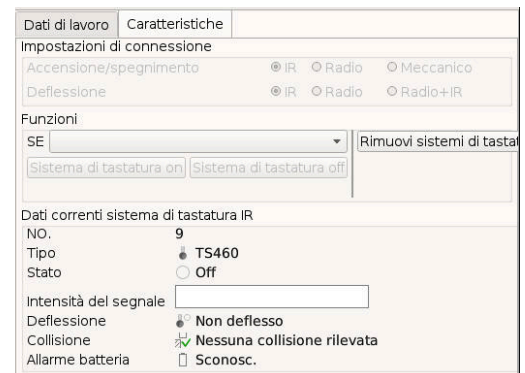 Dati di lavoro Caratteristiche
Impostazioni di connessione
Accensione/spegnimento IR Radio Meccanico
Deflessione IR Radio Radio+IR
Funzioni
SE Rimuovi sistemi di tastat
Sistema di tastatura on Sistema di tastatura off
Dati correnti sistema di tastatura IR
NO. 9
Tipo TS460
Stato Off
Intensità del segnale
Deflessione Non deflesso
Collisione Nessuna collisione rilevata
Allarme batteria Sconosc.